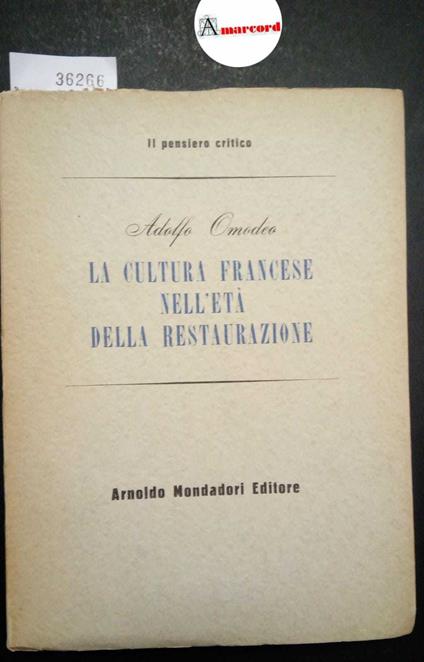 Amarcord
36266
Il pensiero critico
Adolfo Omodeo
LA CULTURA FRANCESE
NELL'ETÀ
DELLA RESTAURAZIONE
Arnoldo Mondadori Editore